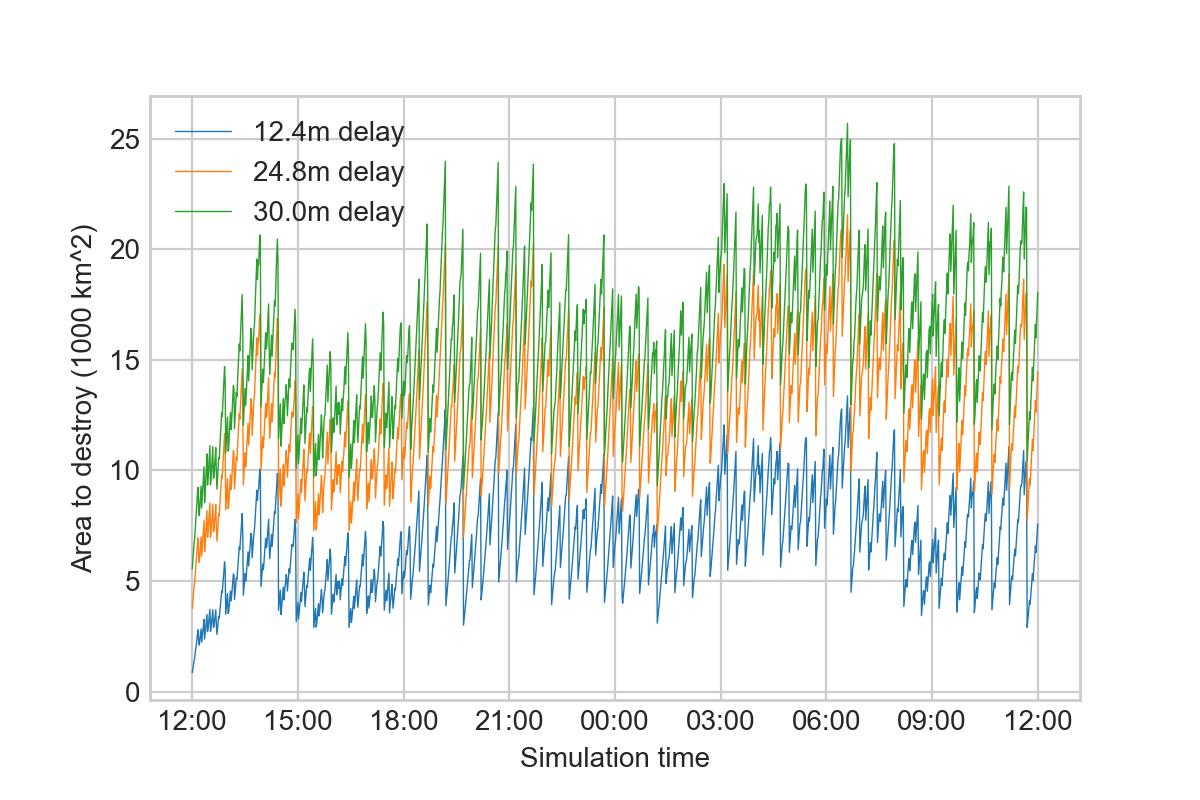 12.4m delay
24.8m delay
30.0m delay
25
20
15
10
5
0
Area to destroy (1000 km^2)
12:00 15:00 18:00 21:00 00:00 03:00 06:00 09:00 12:00
Simulation time